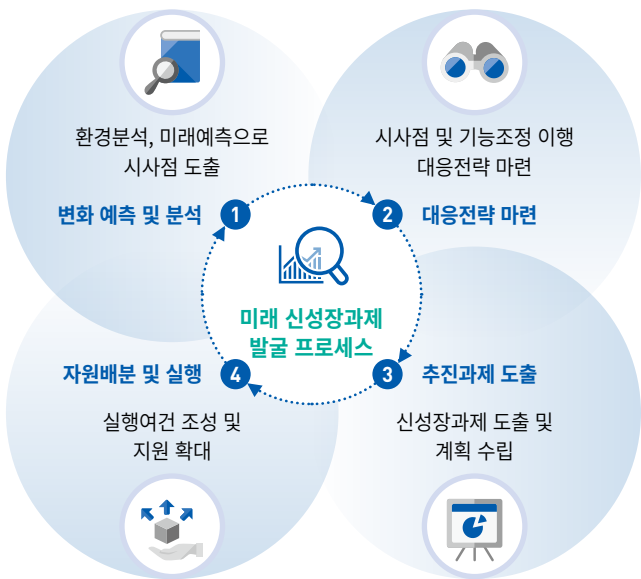 환경분석, 미래예측으로
시사점 도출
변화 예측 및 분석 1
시사점 및 기능조정 이행
대응전략 마련
2 대응전략 마련
미래 신성장과제
발굴 프로세스
3 추진과제 도출
신성장과제 도출 및
계획 수립
자원배분 및 실행 4
실행여건 조성 및
지원 확대